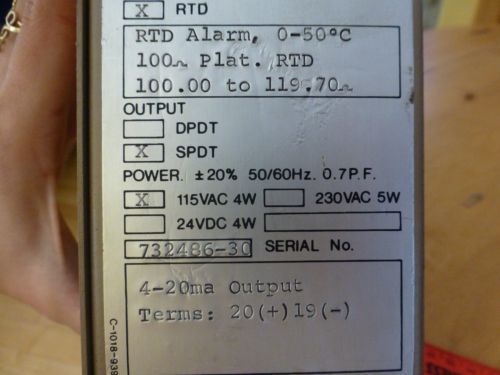 X RTD
RTD Alarm, 0-50°C
100Ω Plat. RTD
100.00 to 119.70Ω
OUTPUT
DPDT
X SPDT
POWER. ±20% 50/60Hz. 0.7P.F.
X 115VAC 4W 230VAC 5W
24VDC 4W
732486-30 SERIAL No.
4-20ma Output
Terms: 20(+)19(-)